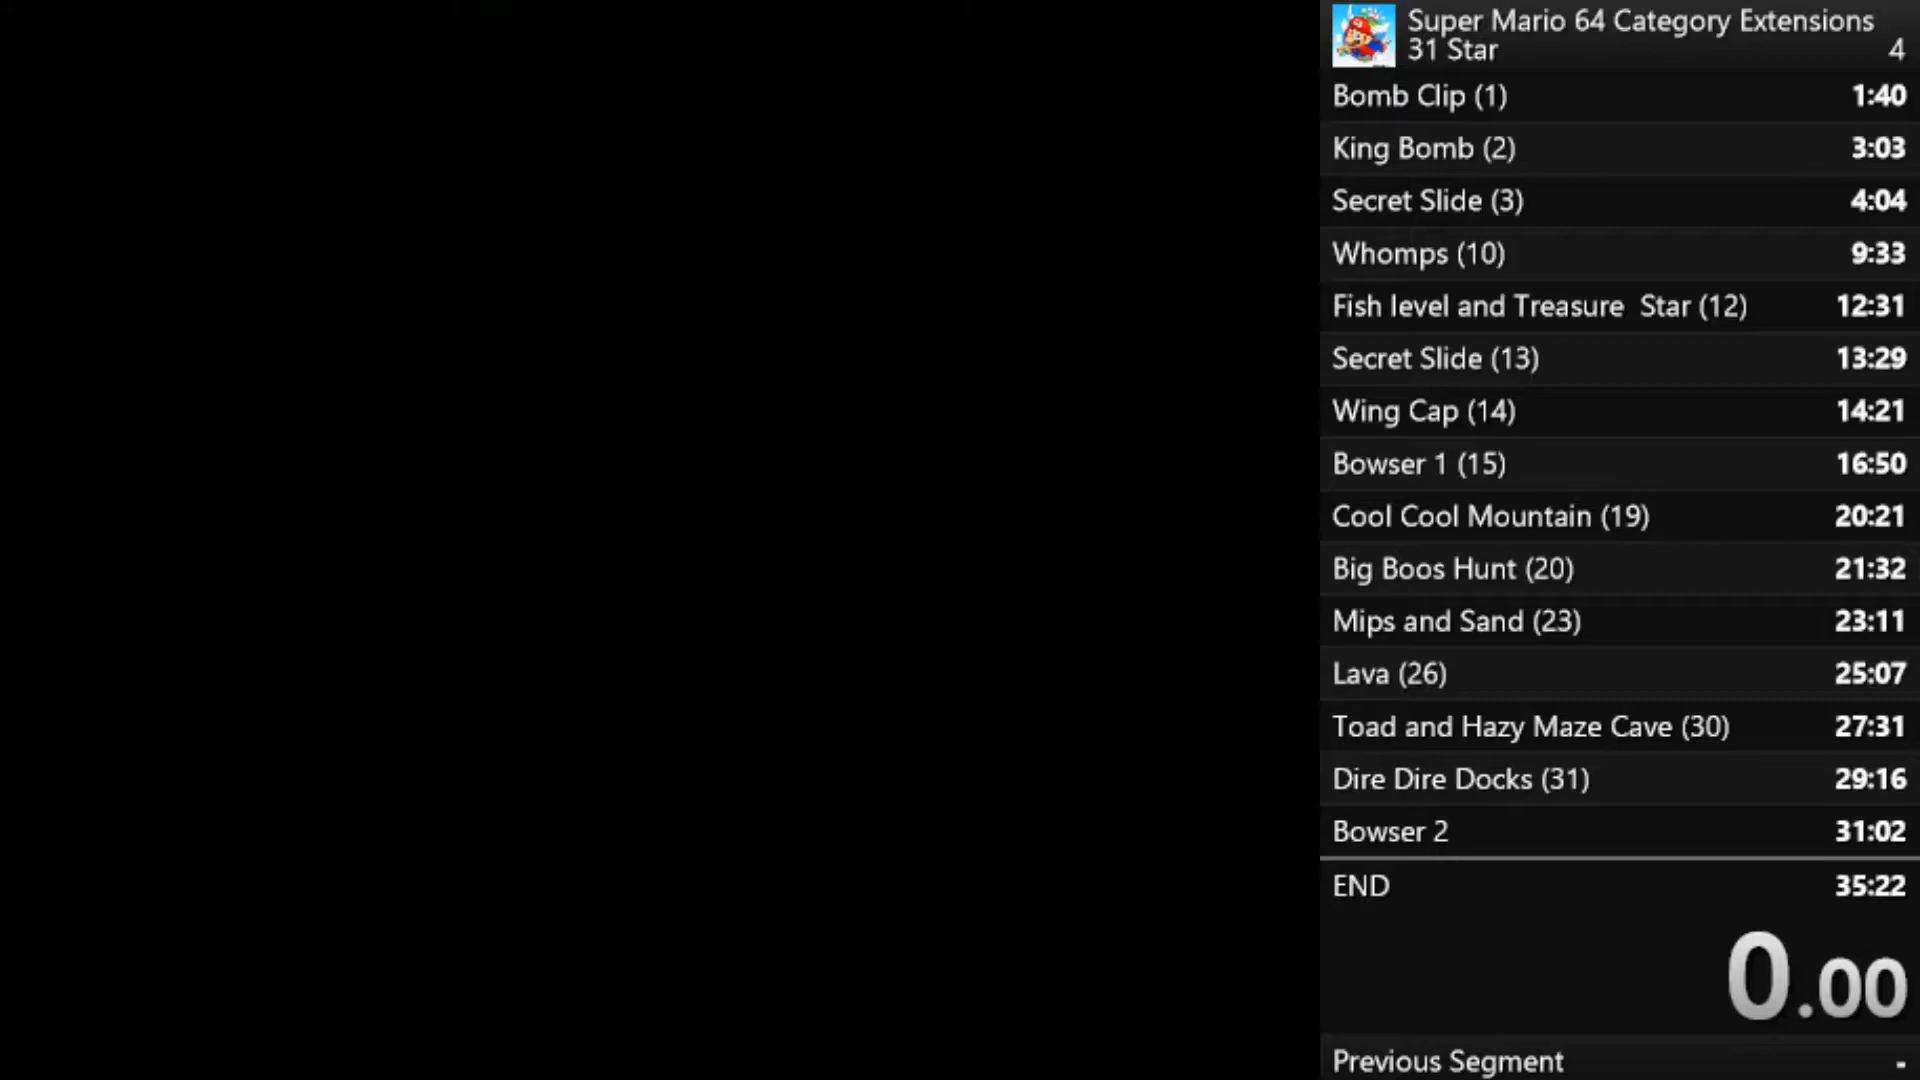 Super Mario 64 Category Extensions
31 Star 4
Bomb Clip (1) 1:40
King Bomb (2) 3:03
Secret Slide (3) 4:04
Whomps (10) 9:33
Fish level and Treasure  Star (12) 12:31
Secret Slide (13) 13:29
Wing Cap (14) 14:21
Bowser 1 (15) 16:50
Cool Cool Mountain (19) 20:21
Big Boos Hunt (20) 21:32
Mips and Sand (23) 23:11
Lava (26) 25:07
Toad and Hazy Maze Cave (30) 27:31
Dire Dire Docks (31) 29:16
Bowser 2 31:02
END 35:22
0.00
Previous Segment -